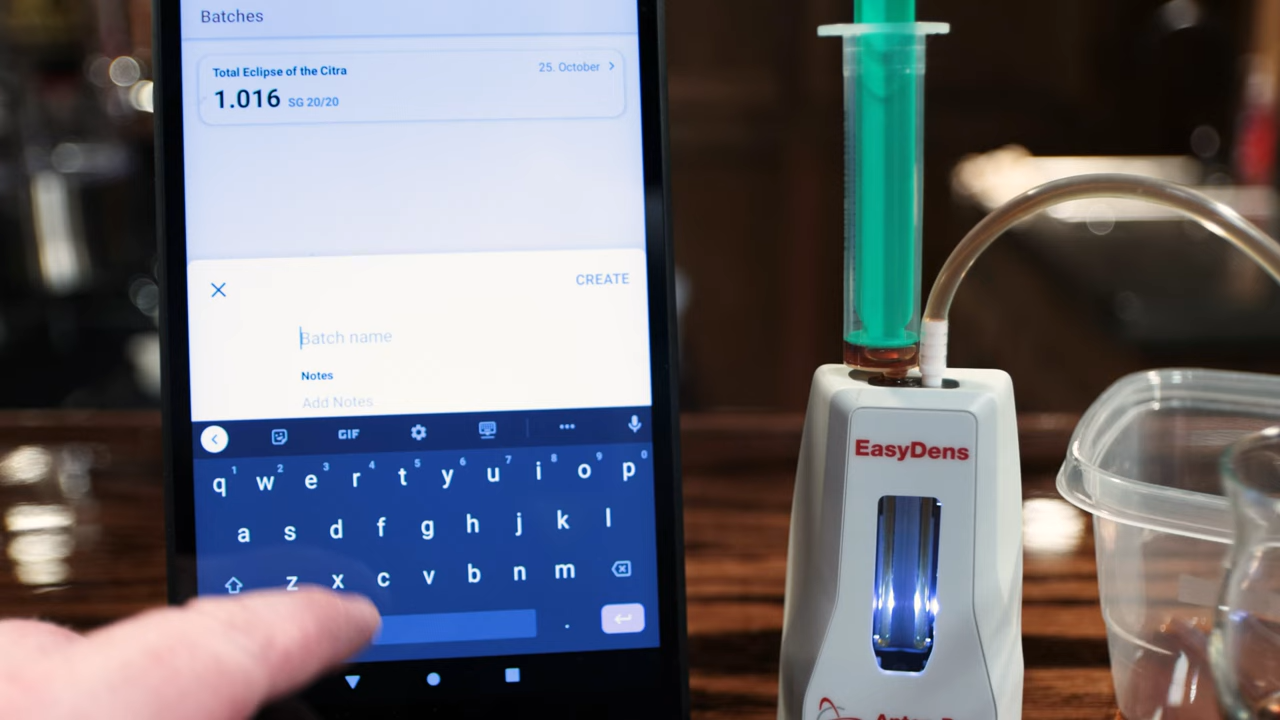 Batches
Total Eclipse of the Citra
25. October
1.016 SG 20/20
CREATE
Batch name
Notes
Add Notes
GIF
q 1 w 2 e 3 r 4 t 5 y 6 u 7 i 8 o 9 p 0
a s d f g h j k l
z x c v b n m
.
EasyDens
Anton